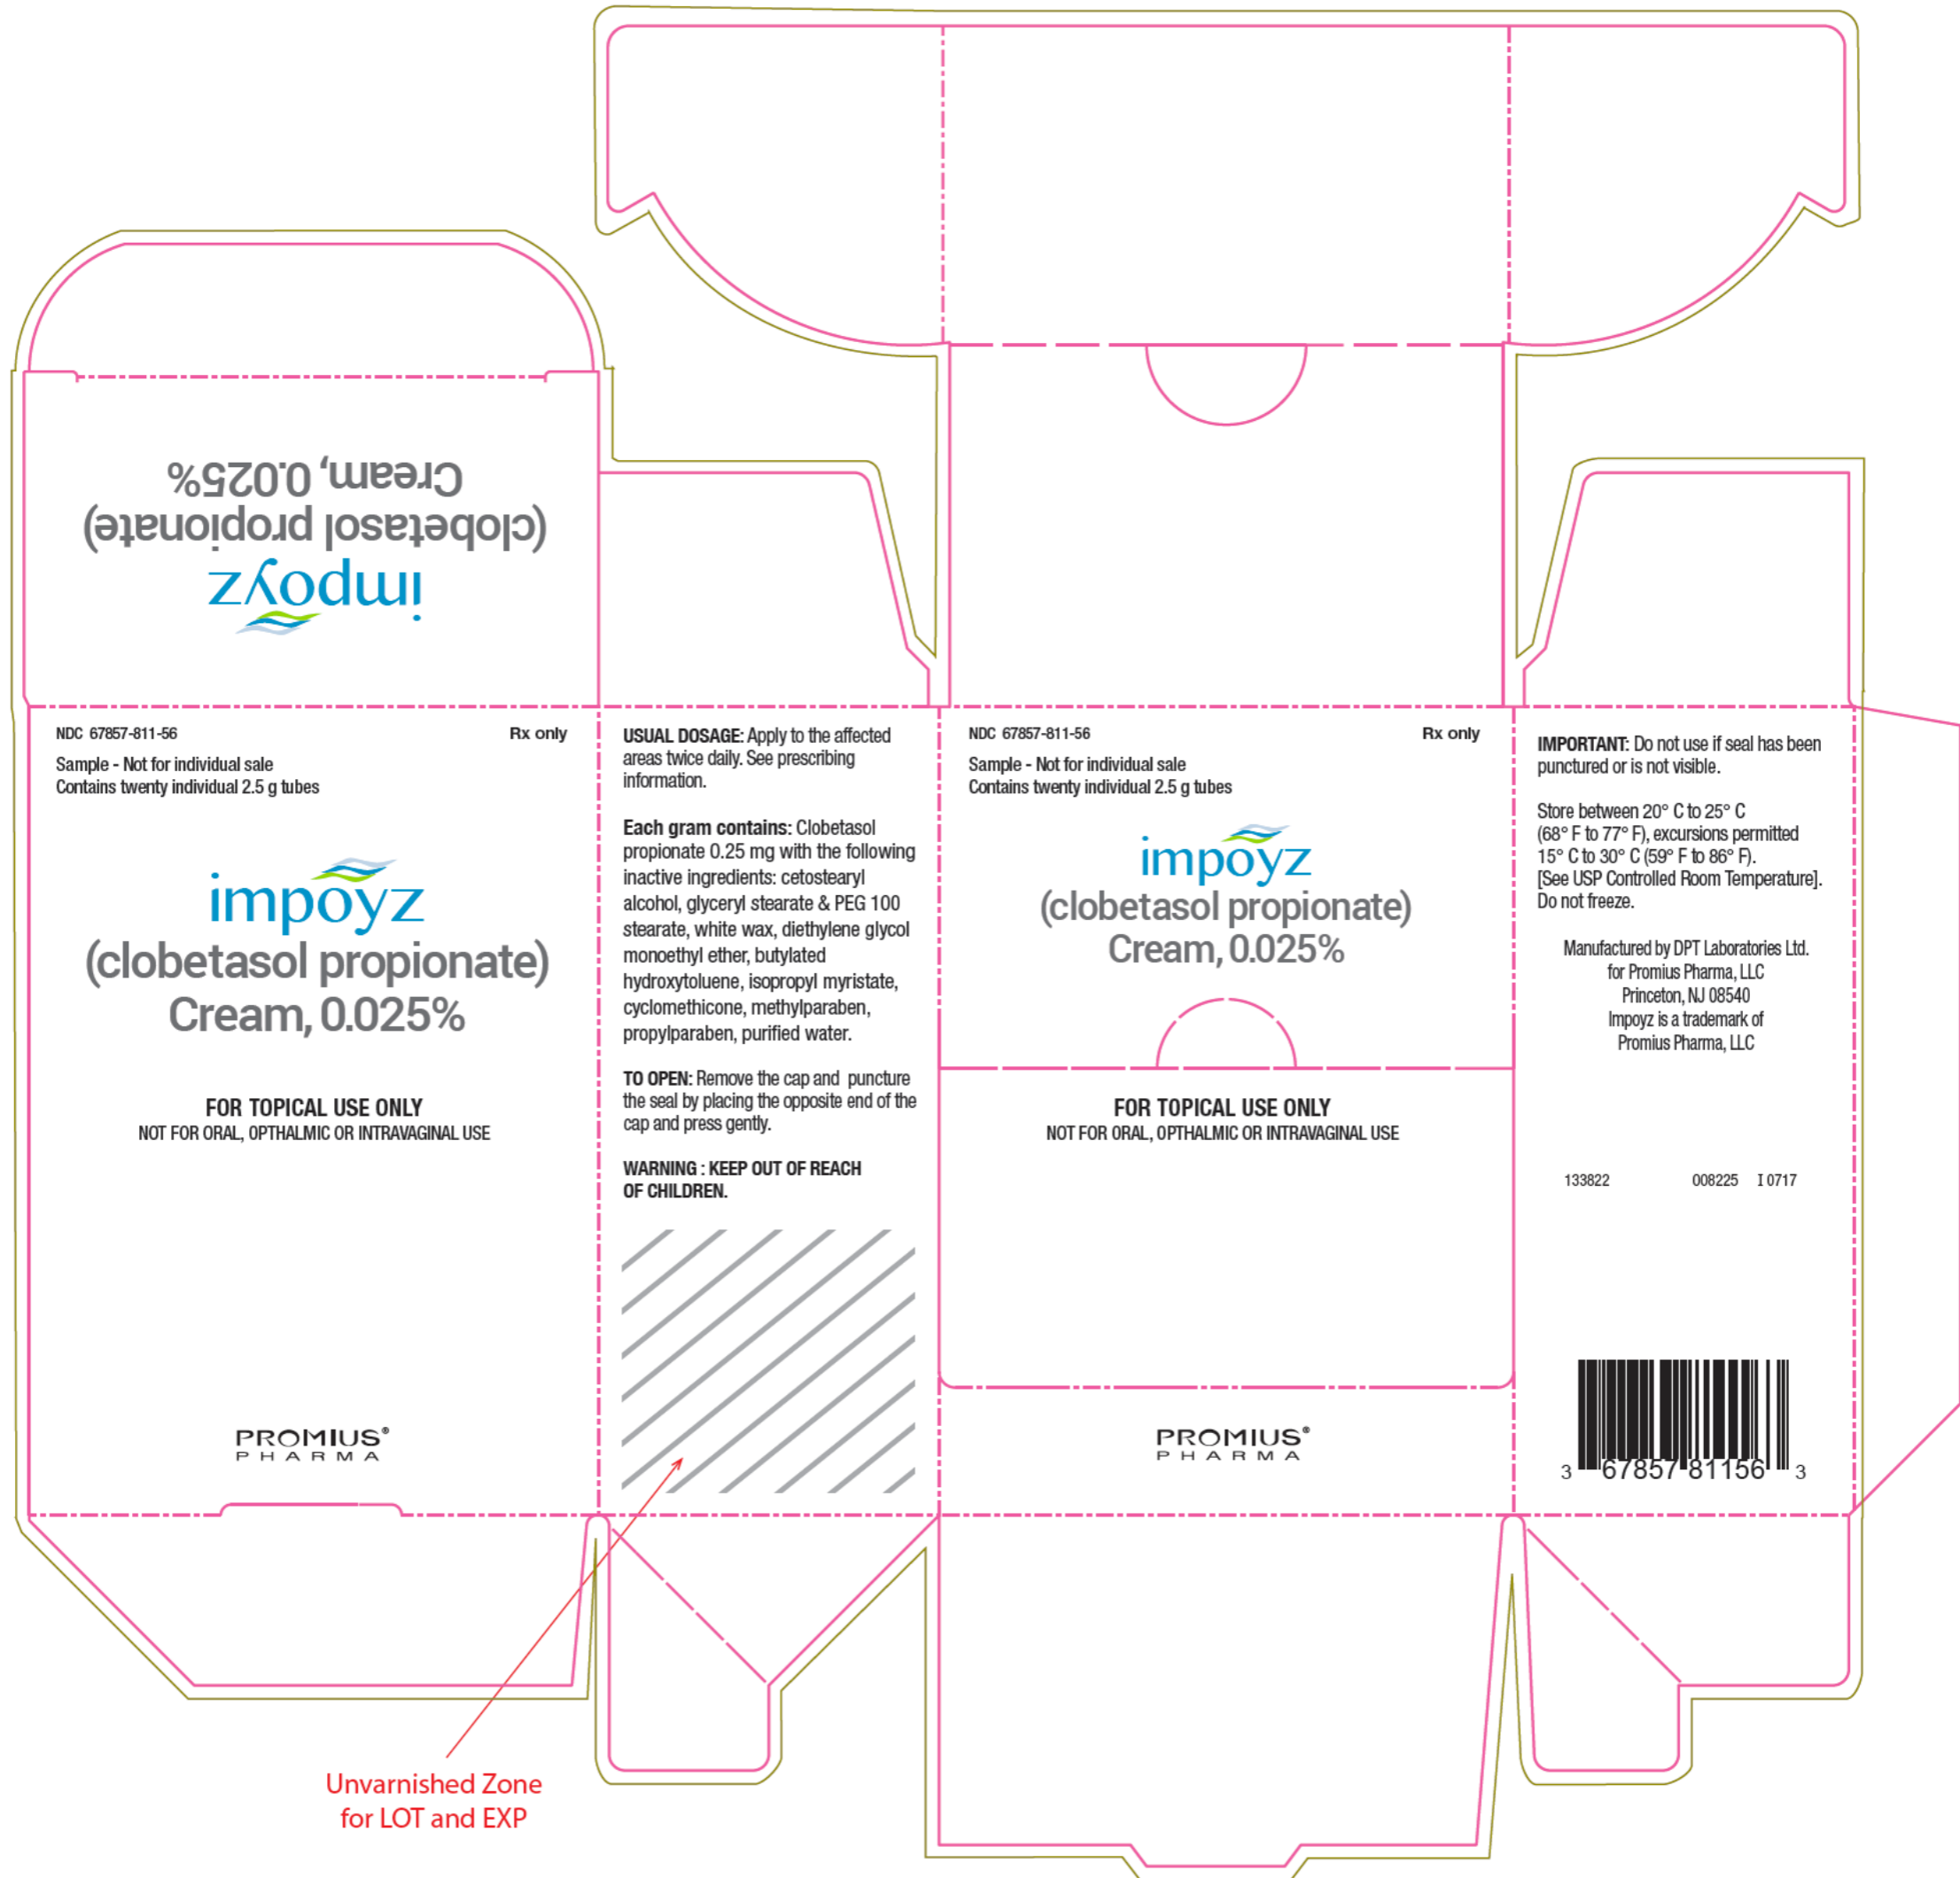 Cream, 0.025%
(clobetasol propionate)
impoyz
NDC 67857-811-56 Rx only
Sample - Not for individual sale
Contains twenty individual 2.5 g tubes
impoyz
(clobetasol propionate)
Cream, 0.025%
FOR TOPICAL USE ONLY
NOT FOR ORAL, OPTHALMIC OR INTRAVAGINAL USE
PROMIUS®
PHARMA
USUAL DOSAGE: Apply to the affected
areas twice daily. See prescribing
information.
Each gram contains: Clobetasol
propionate 0.25 mg with the following
inactive ingredients: cetostearyl
alcohol, glyceryl stearate & PEG 100
stearate, white wax, diethylene glycol
monoethyl ether, butylated
hydroxytoluene, isopropyl myristate,
cyclomethicone, methylparaben,
propylparaben, purified water.
TO OPEN: Remove the cap and puncture
the seal by placing the opposite end of the
cap and press gently.
WARNING : KEEP OUT OF REACH
OF CHILDREN.
Unvarnished Zone
for LOT and EXP
NDC 67857-811-56 Rx only
Sample - Not for individual sale
Contains twenty individual 2.5 g tubes
impoyz
(clobetasol propionate)
Cream, 0.025%
FOR TOPICAL USE ONLY
NOT FOR ORAL, OPTHALMIC OR INTRAVAGINAL USE
PROMIUS®
PHARMA
IMPORTANT: Do not use if seal has been
punctured or is not visible.
Store between 20° C to 25° C
(68° F to 77° F), excursions permitted
15° C to 30° C (59° F to 86° F).
[See USP Controlled Room Temperature].
Do not freeze.
Manufactured by DPT Laboratories Ltd.
for Promius Pharma, LLC
Princeton, NJ 08540
Impoyz is a trademark of
Promius Pharma, LLC
133822 008225 I 0717
3 67857 81156 3